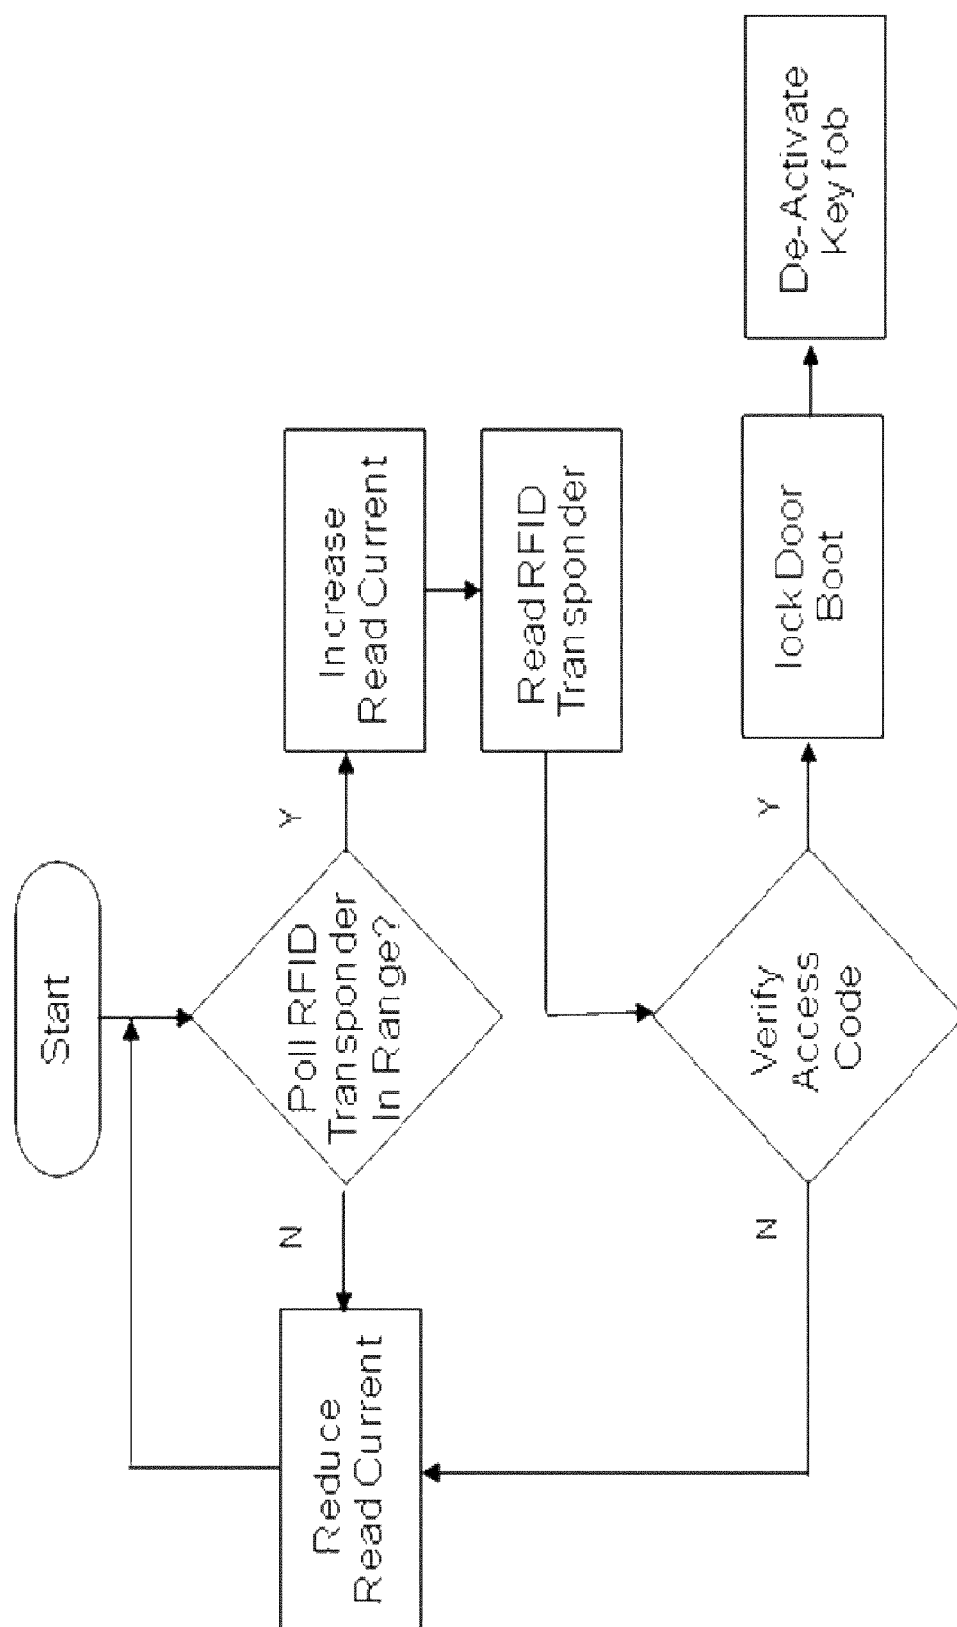 Start
Poll RFID
Transponder
In Range?
Y
Increase
Read Current
Read RFID
Transponder
N
Reduce
Read Current
Verify
Access
Code
Y
lock Door
Boot
De-Activate
Key fob
N